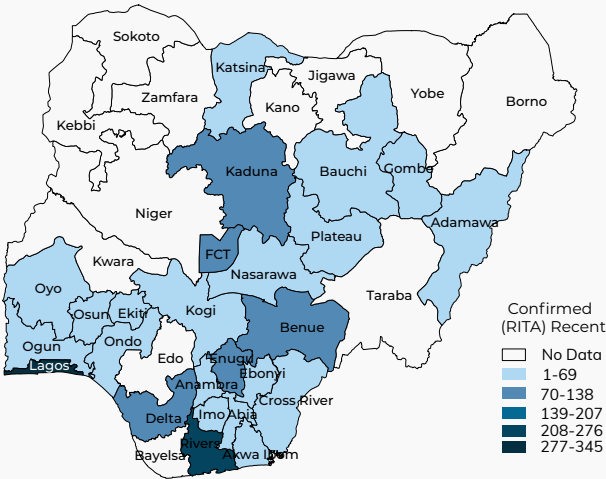 Sokoto
Katsina
Jigawa
Zamfara
Kano
Yobe
Borno
Kebbi
Kaduna
Bauchi
Gombe
Niger
Adamawa
Plateau
FCT
Kwara
Nasarawa
Oyo
Taraba
Osun
Ekiti
Kogi
Benue
Ogun
Ondo
Edo
Enugu
Lagos
Ebonyi
Anambra
Cross River
Delta
Imo
Abia
Rivers
Bayelsa
Akwa Ibom
Confirmed
(RITA) Recent
No Data
1-69
70-138
139-207
208-276
277-345